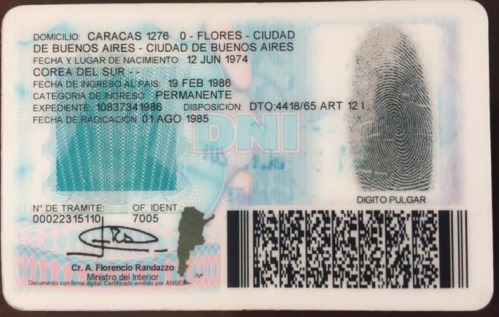 DOMICILIO: CARACAS 1276 0 - FLORES - CIUDAD
DE BUENOS AIRES - CIUDAD DE BUENOS AIRES
FECHA Y LUGAR DE NACIMIENTO: 12 JUN 1974
COREA DEL SUR - -
FECHA DE INGRESO AL PAIS: 19 FEB 1986
CATEGORIA DE INGRESO: PERMANENTE
EXPEDIENTE: 10837341986 DISPOSICION: DTO:4418/65 ART 12 I
FECHA DE RADICACION: 01 AGO 1985
DNI
DIGITO PULGAR
N° DE TRAMITE: OF. IDENT.:
00022315110 7005
Cr. A. Florencio Randazzo
Ministro del Interior
Documento con firma digital. Certificado emitido por ANSES